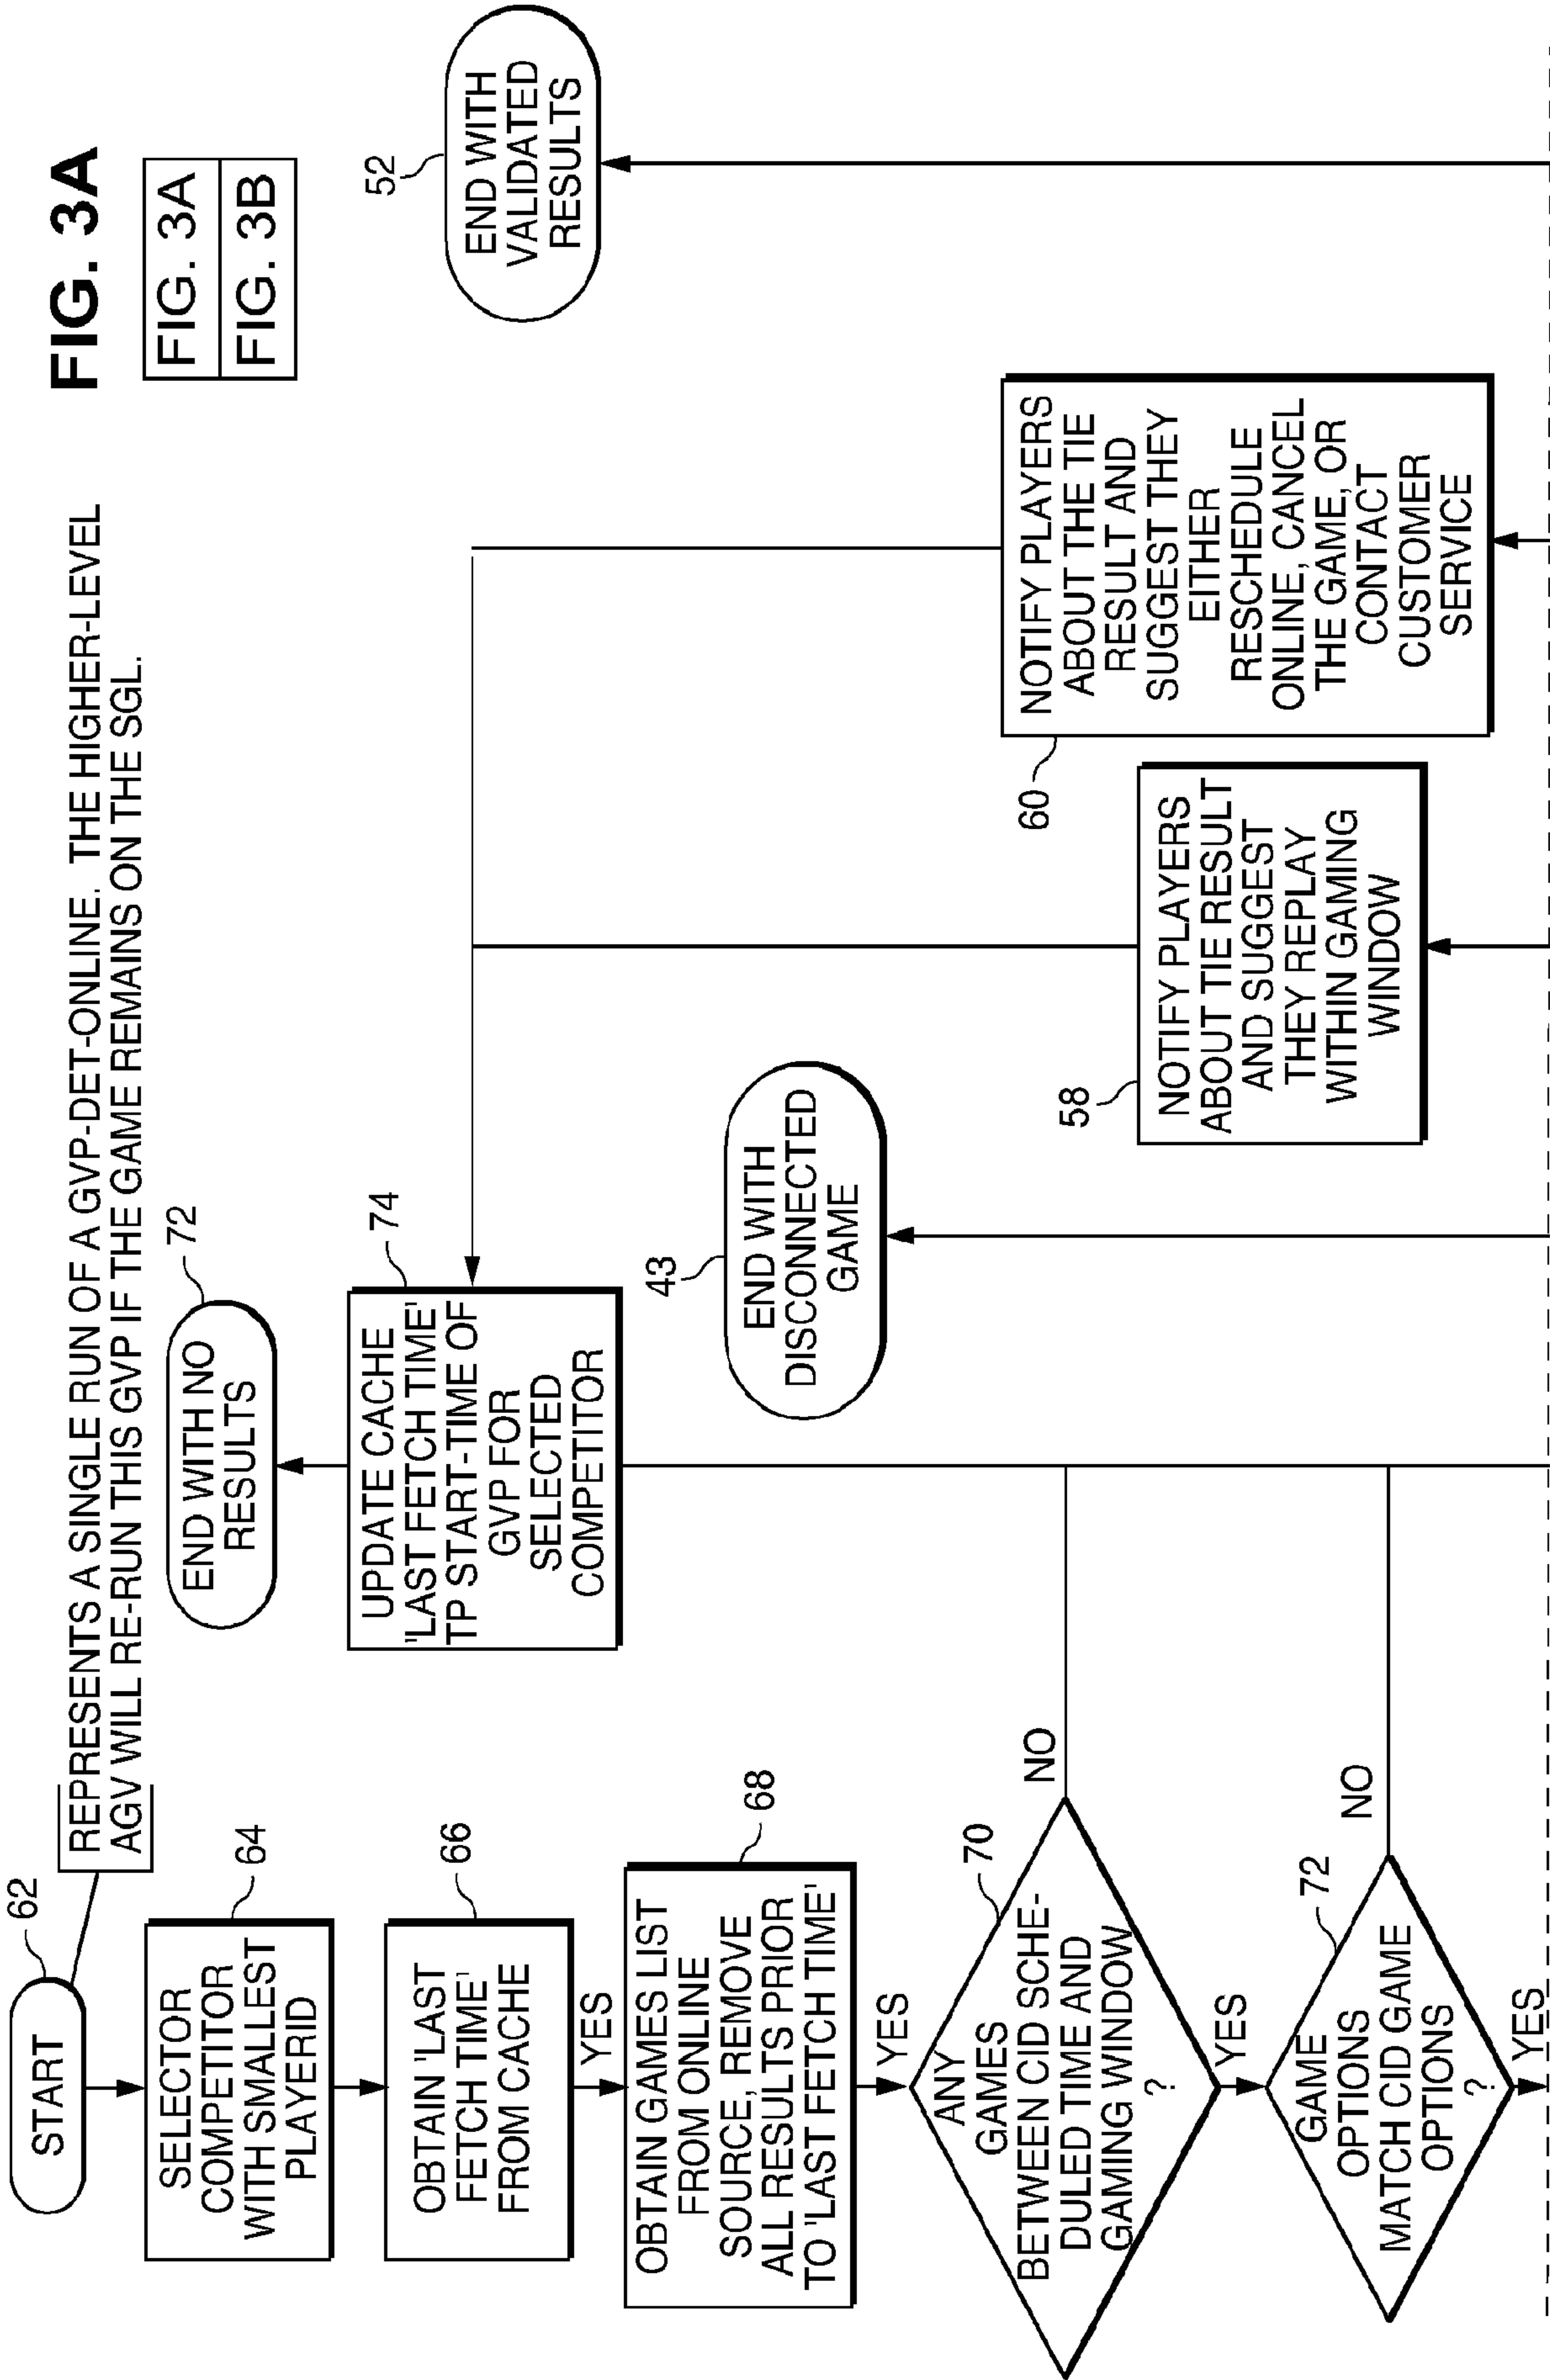 FIG. 3A
FIG. 3A
FIG. 3B
62
START
REPRESENTS A SINGLE RUN OF A GVP-DET-ONLINE. THE HIGHER-LEVEL
AGV WILL RE-RUN THIS GVP IF THE GAME REMAINS ON THE SGL.
64
SELECTOR
COMPETITOR
WITH SMALLEST
PLAYERID
66
OBTAIN 'LAST
FETCH TIME'
FROM CACHE
YES
68
OBTAIN GAMES LIST
FROM ONLINE
SOURCE, REMOVE
ALL RESULTS PRIOR
TO 'LAST FETCH TIME'
YES
70
ANY
GAMES
BETWEEN CID SCHE-
DULED TIME AND
GAMING WINDOW
?
NO
YES
72
GAME
OPTIONS
MATCH CID GAME
OPTIONS
?
NO
YES
72
END WITH NO
RESULTS
74
UPDATE CACHE
'LAST FETCH TIME'
TP START-TIME OF
GVP FOR
SELECTED
COMPETITOR
43
END WITH
DISCONNECTED
GAME
58
NOTIFY PLAYERS
ABOUT TIE RESULT
AND SUGGEST
THEY REPLAY
WITHIN GAMING
WINDOW
60
NOTIFY PLAYERS
ABOUT THE TIE
RESULT AND
SUGGEST THEY
EITHER
RESCHEDULE
ONLINE, CANCEL
THE GAME, OR
CONTACT
CUSTOMER
SERVICE
52
END WITH
VALIDATED
RESULTS